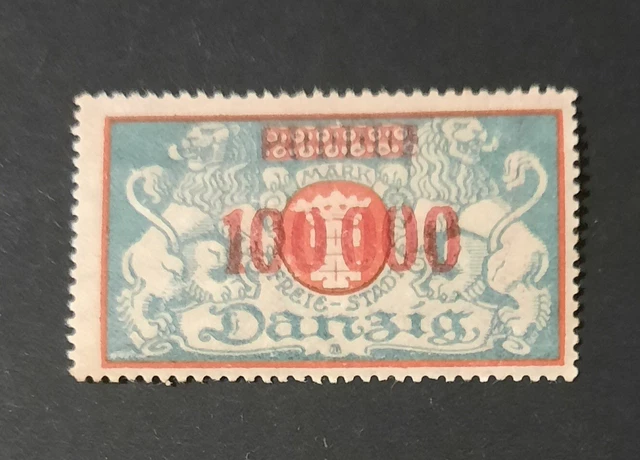 MARK
100000
FREIE-STADT
Danzig